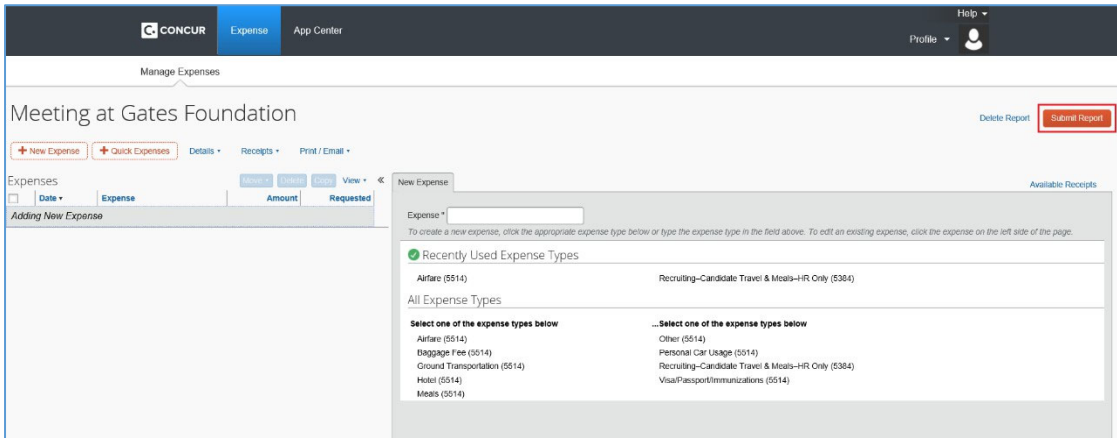 Help
C. CONCUR Expense App Center
Profile
Manage Expenses
Meeting at Gates Foundation
Delete Report Submit Report
+ New Expense + Quick Expenses Details Receipts Print / Email
Expenses Move Delete Copy View « New Expense Available Receipts
Date Expense Amount Requested
Adding New Expense
Expense *
To create a new expense, click the appropriate expense type below or type the expense type in the field above. To edit an existing expense, click the expense on the left side of the page.
Recently Used Expense Types
Airfare (5514) Recruiting–Candidate Travel & Meals–HR Only (5384)
All Expense Types
Select one of the expense types below ...Select one of the expense types below
Airfare (5514) Other (5514)
Baggage Fee (5514) Personal Car Usage (5514)
Ground Transportation (5514) Recruiting–Candidate Travel & Meals–HR Only (5384)
Hotel (5514) Visa/Passport/Immunizations (5514)
Meals (5514)